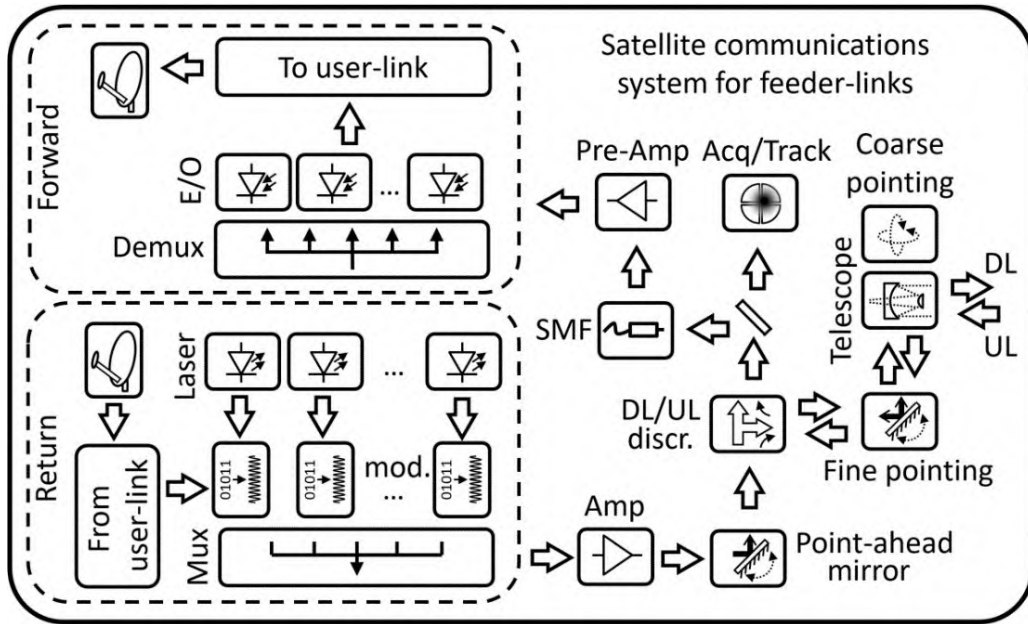 Satellite communications
system for feeder-links
Forward
To user-link
E/O
...
Demux
Pre-Amp
Acq/Track
Coarse
pointing
Telescope
DL
UL
SMF
DL/UL
discr.
Fine pointing
Return
Laser
...
From
user-link
01011
01011
mod.
...
01011
Mux
Amp
Point-ahead
mirror